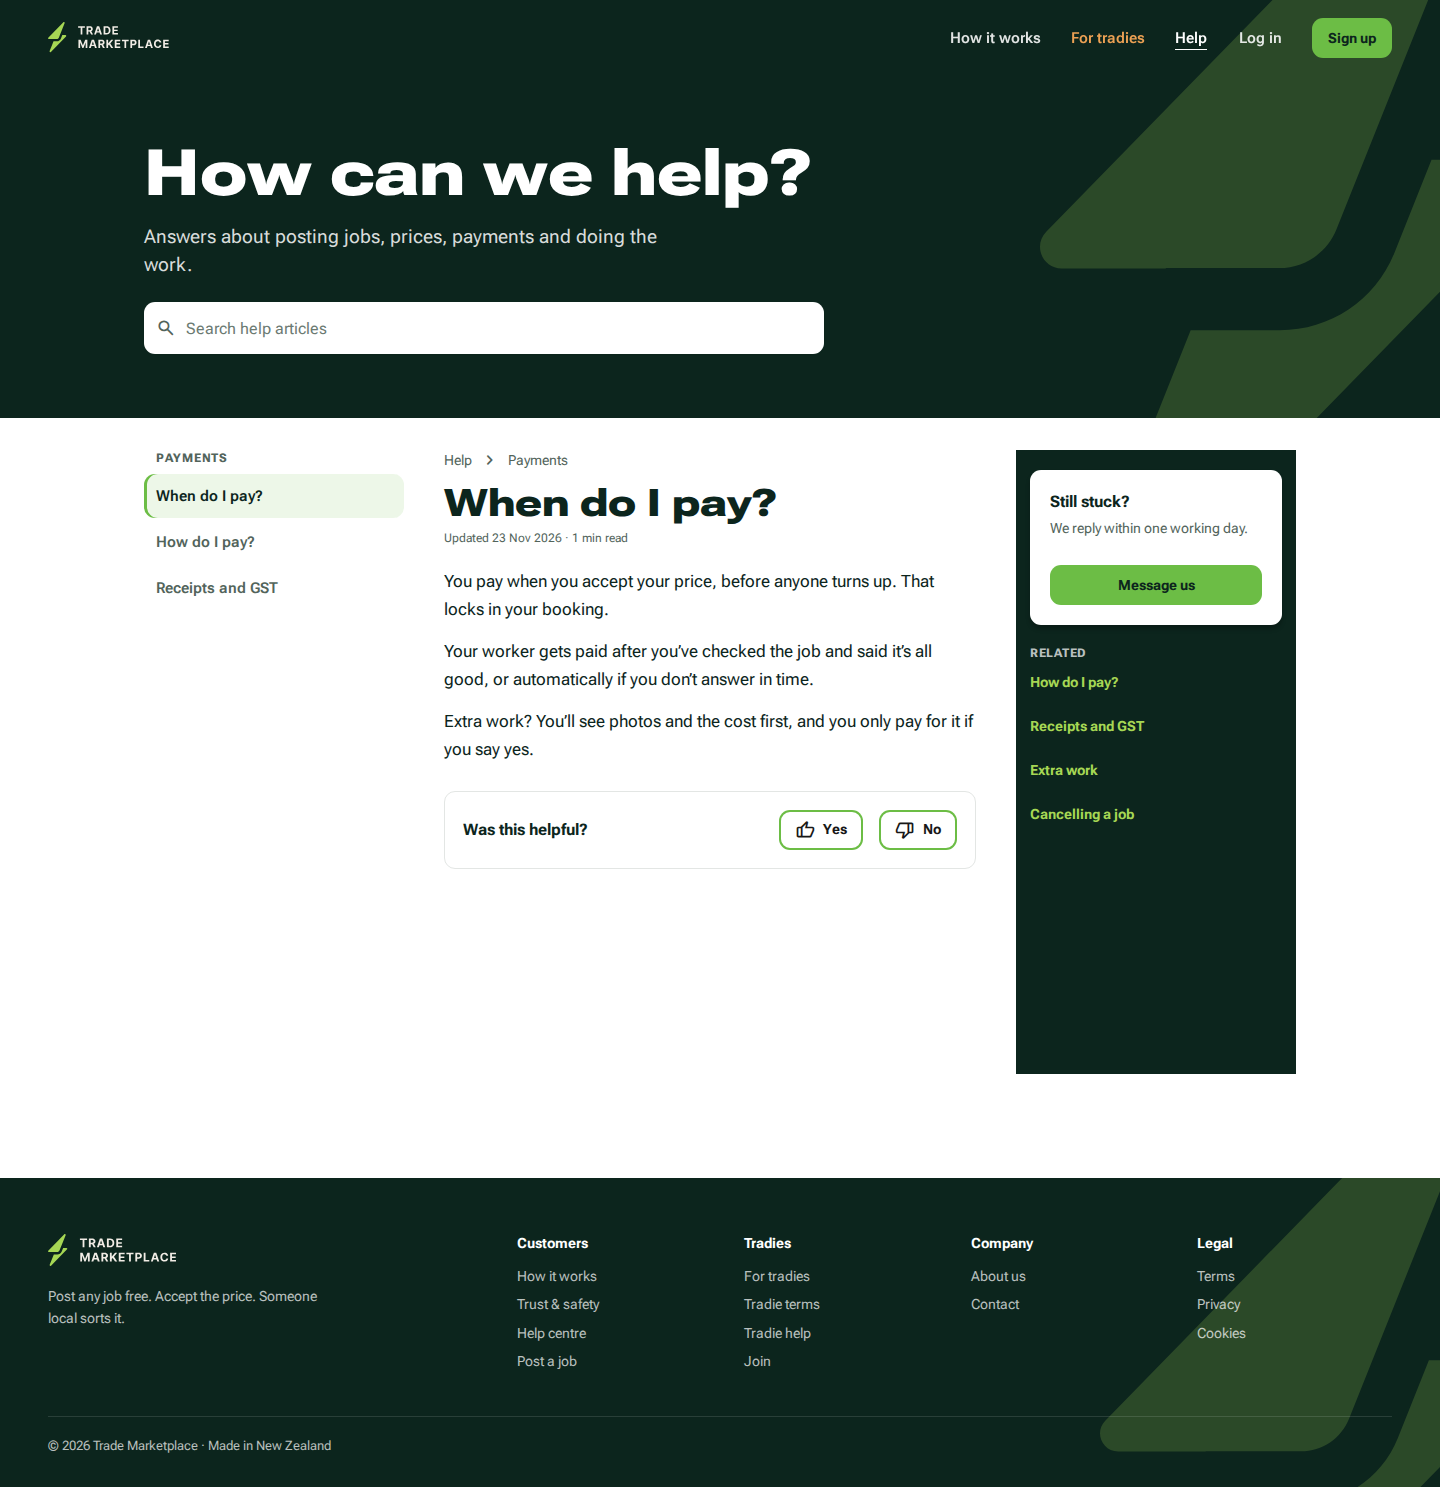 TRADE
MARKETPLACE
How it works
For tradies
Help
Log in
Sign up
How can we help?
Answers about posting jobs, prices, payments and doing the
work.
Search help articles
PAYMENTS
When do I pay?
How do I pay?
Receipts and GST
Help
Payments
When do I pay?
Updated 23 Nov 2026 · 1 min read
You pay when you accept your price, before anyone turns up. That
locks in your booking.
Your worker gets paid after you’ve checked the job and said it’s all
good, or automatically if you don’t answer in time.
Extra work? You’ll see photos and the cost first, and you only pay for it if
you say yes.
Was this helpful?
Yes
No
Still stuck?
We reply within one working day.
Message us
RELATED
How do I pay?
Receipts and GST
Extra work
Cancelling a job
TRADE
MARKETPLACE
Post any job free. Accept the price. Someone
local sorts it.
Customers
How it works
Trust & safety
Help centre
Post a job
Tradies
For tradies
Tradie terms
Tradie help
Join
Company
About us
Contact
Legal
Terms
Privacy
Cookies
© 2026 Trade Marketplace · Made in New Zealand